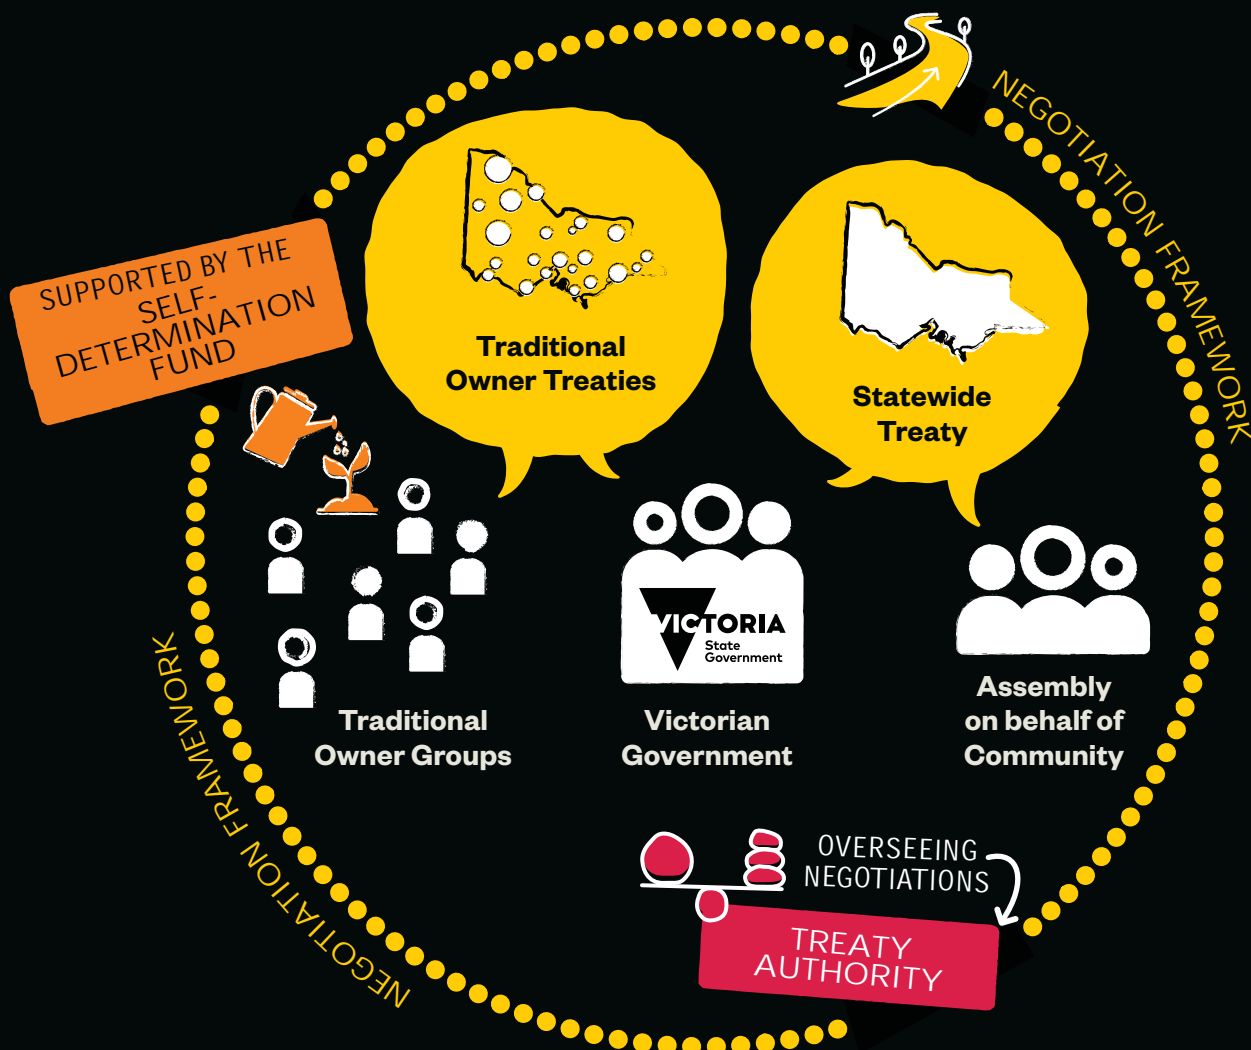 NEGOTIATION FRAMEWORK
SUPPORTED BY THE
SELF-
DETERMINATION
FUND
Traditional
Owner Treaties
Statewide
Treaty
VICTORIA
State
Government
Traditional
Owner Groups
Victorian
Government
Assembly
on behalf of
Community
NEGOTIATION FRAMEWORK
OVERSEEING
NEGOTIATIONS
TREATY
AUTHORITY